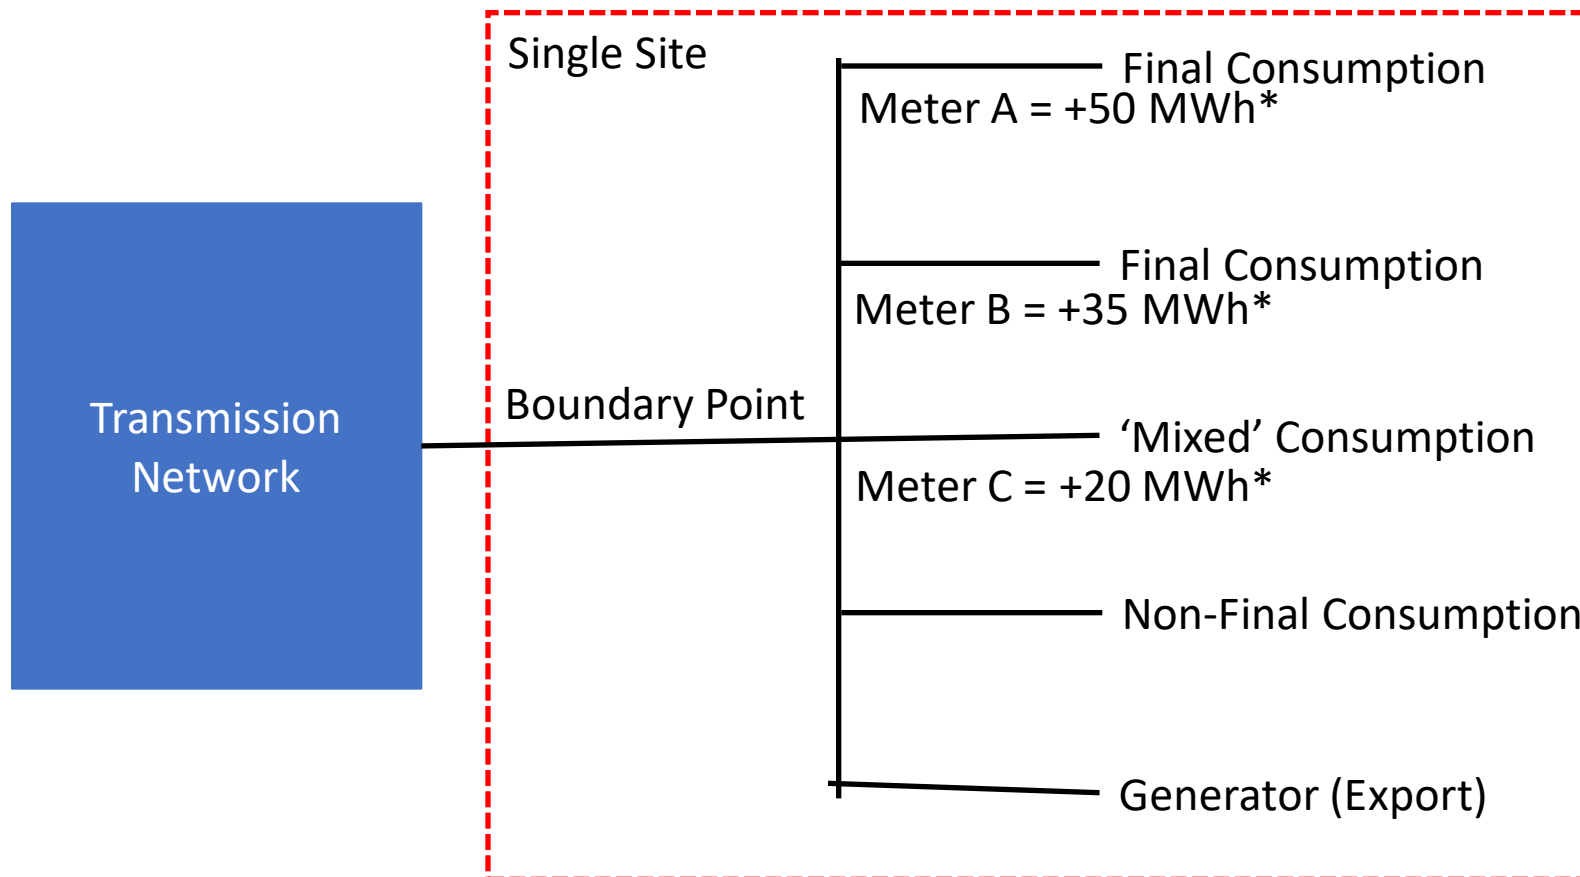 Single Site
Final Consumption
Meter A = +50 MWh*
Final Consumption
Meter B = +35 MWh*
Boundary Point
Transmission
Network
‘Mixed’ Consumption
Meter C = +20 MWh*
Non-Final Consumption
Generator (Export)